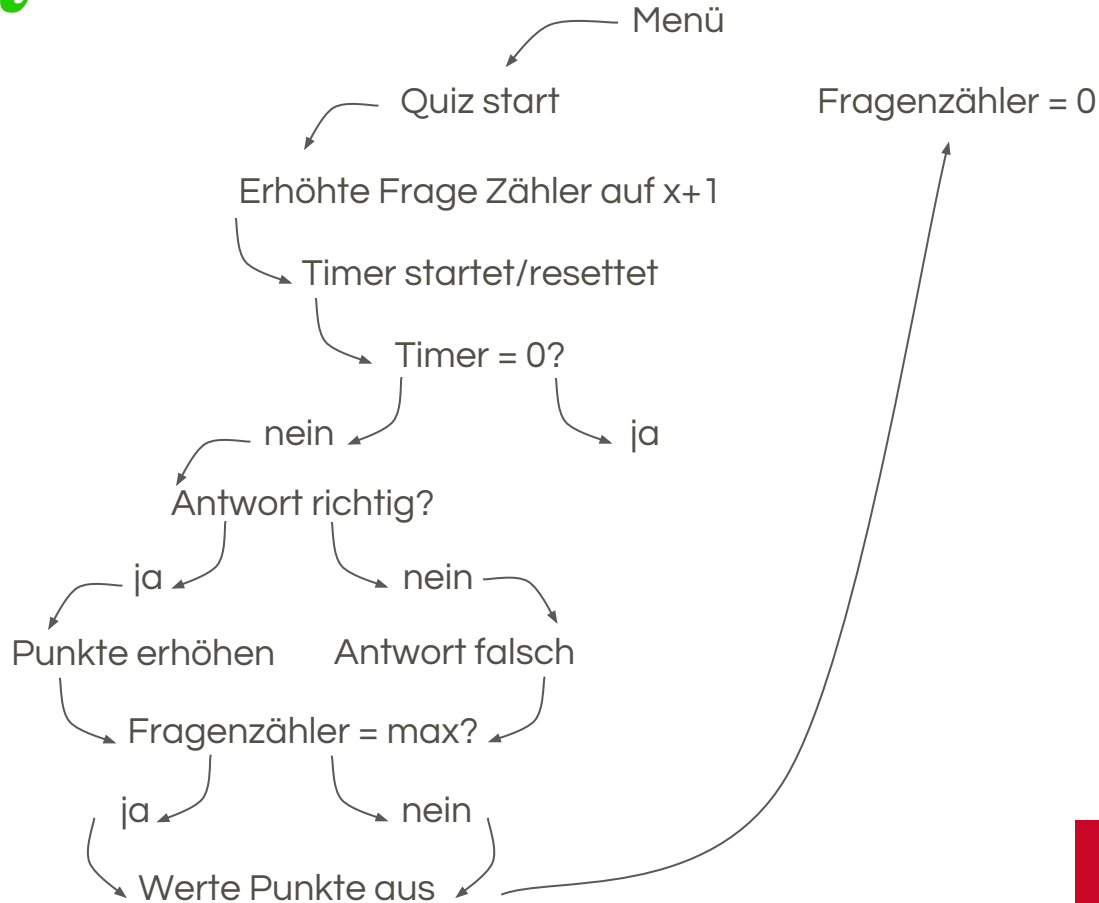 Menü
Quiz start
Fragenzähler = 0
Erhöhte Frage Zähler auf x+1
Timer startet/resettet
Timer = 0?
nein
ja
Antwort richtig?
ja
nein
Punkte erhöhen
Antwort falsch
Fragenzähler = max?
ja
nein
Werte Punkte aus